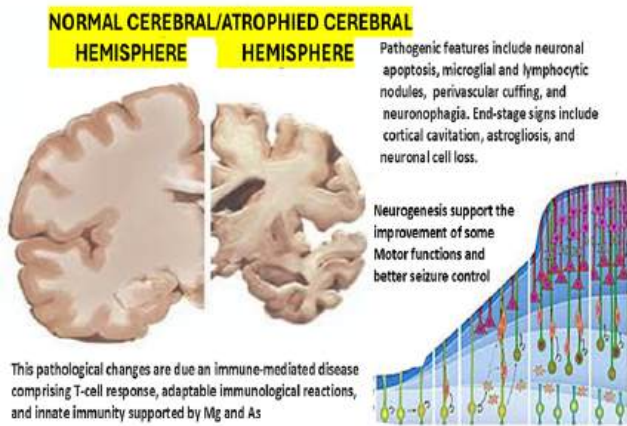 NORMAL CEREBRAL/ATROPHIED CEREBRAL
HEMISPHERE HEMISPHERE
Pathogenic features include neuronal
apoptosis, microglial and lymphocytic
nodules, perivascular cuffing, and
neuronophagia. End-stage signs include
cortical cavitation, astrogliosis, and
neuronal cell loss.
Neurogenesis support the
improvement of some
Motor functions and
better seizure control
This pathological changes are due an immune-mediated disease
comprising T-cell response, adaptable immunological reactions,
and innate immunity supported by Mg and As